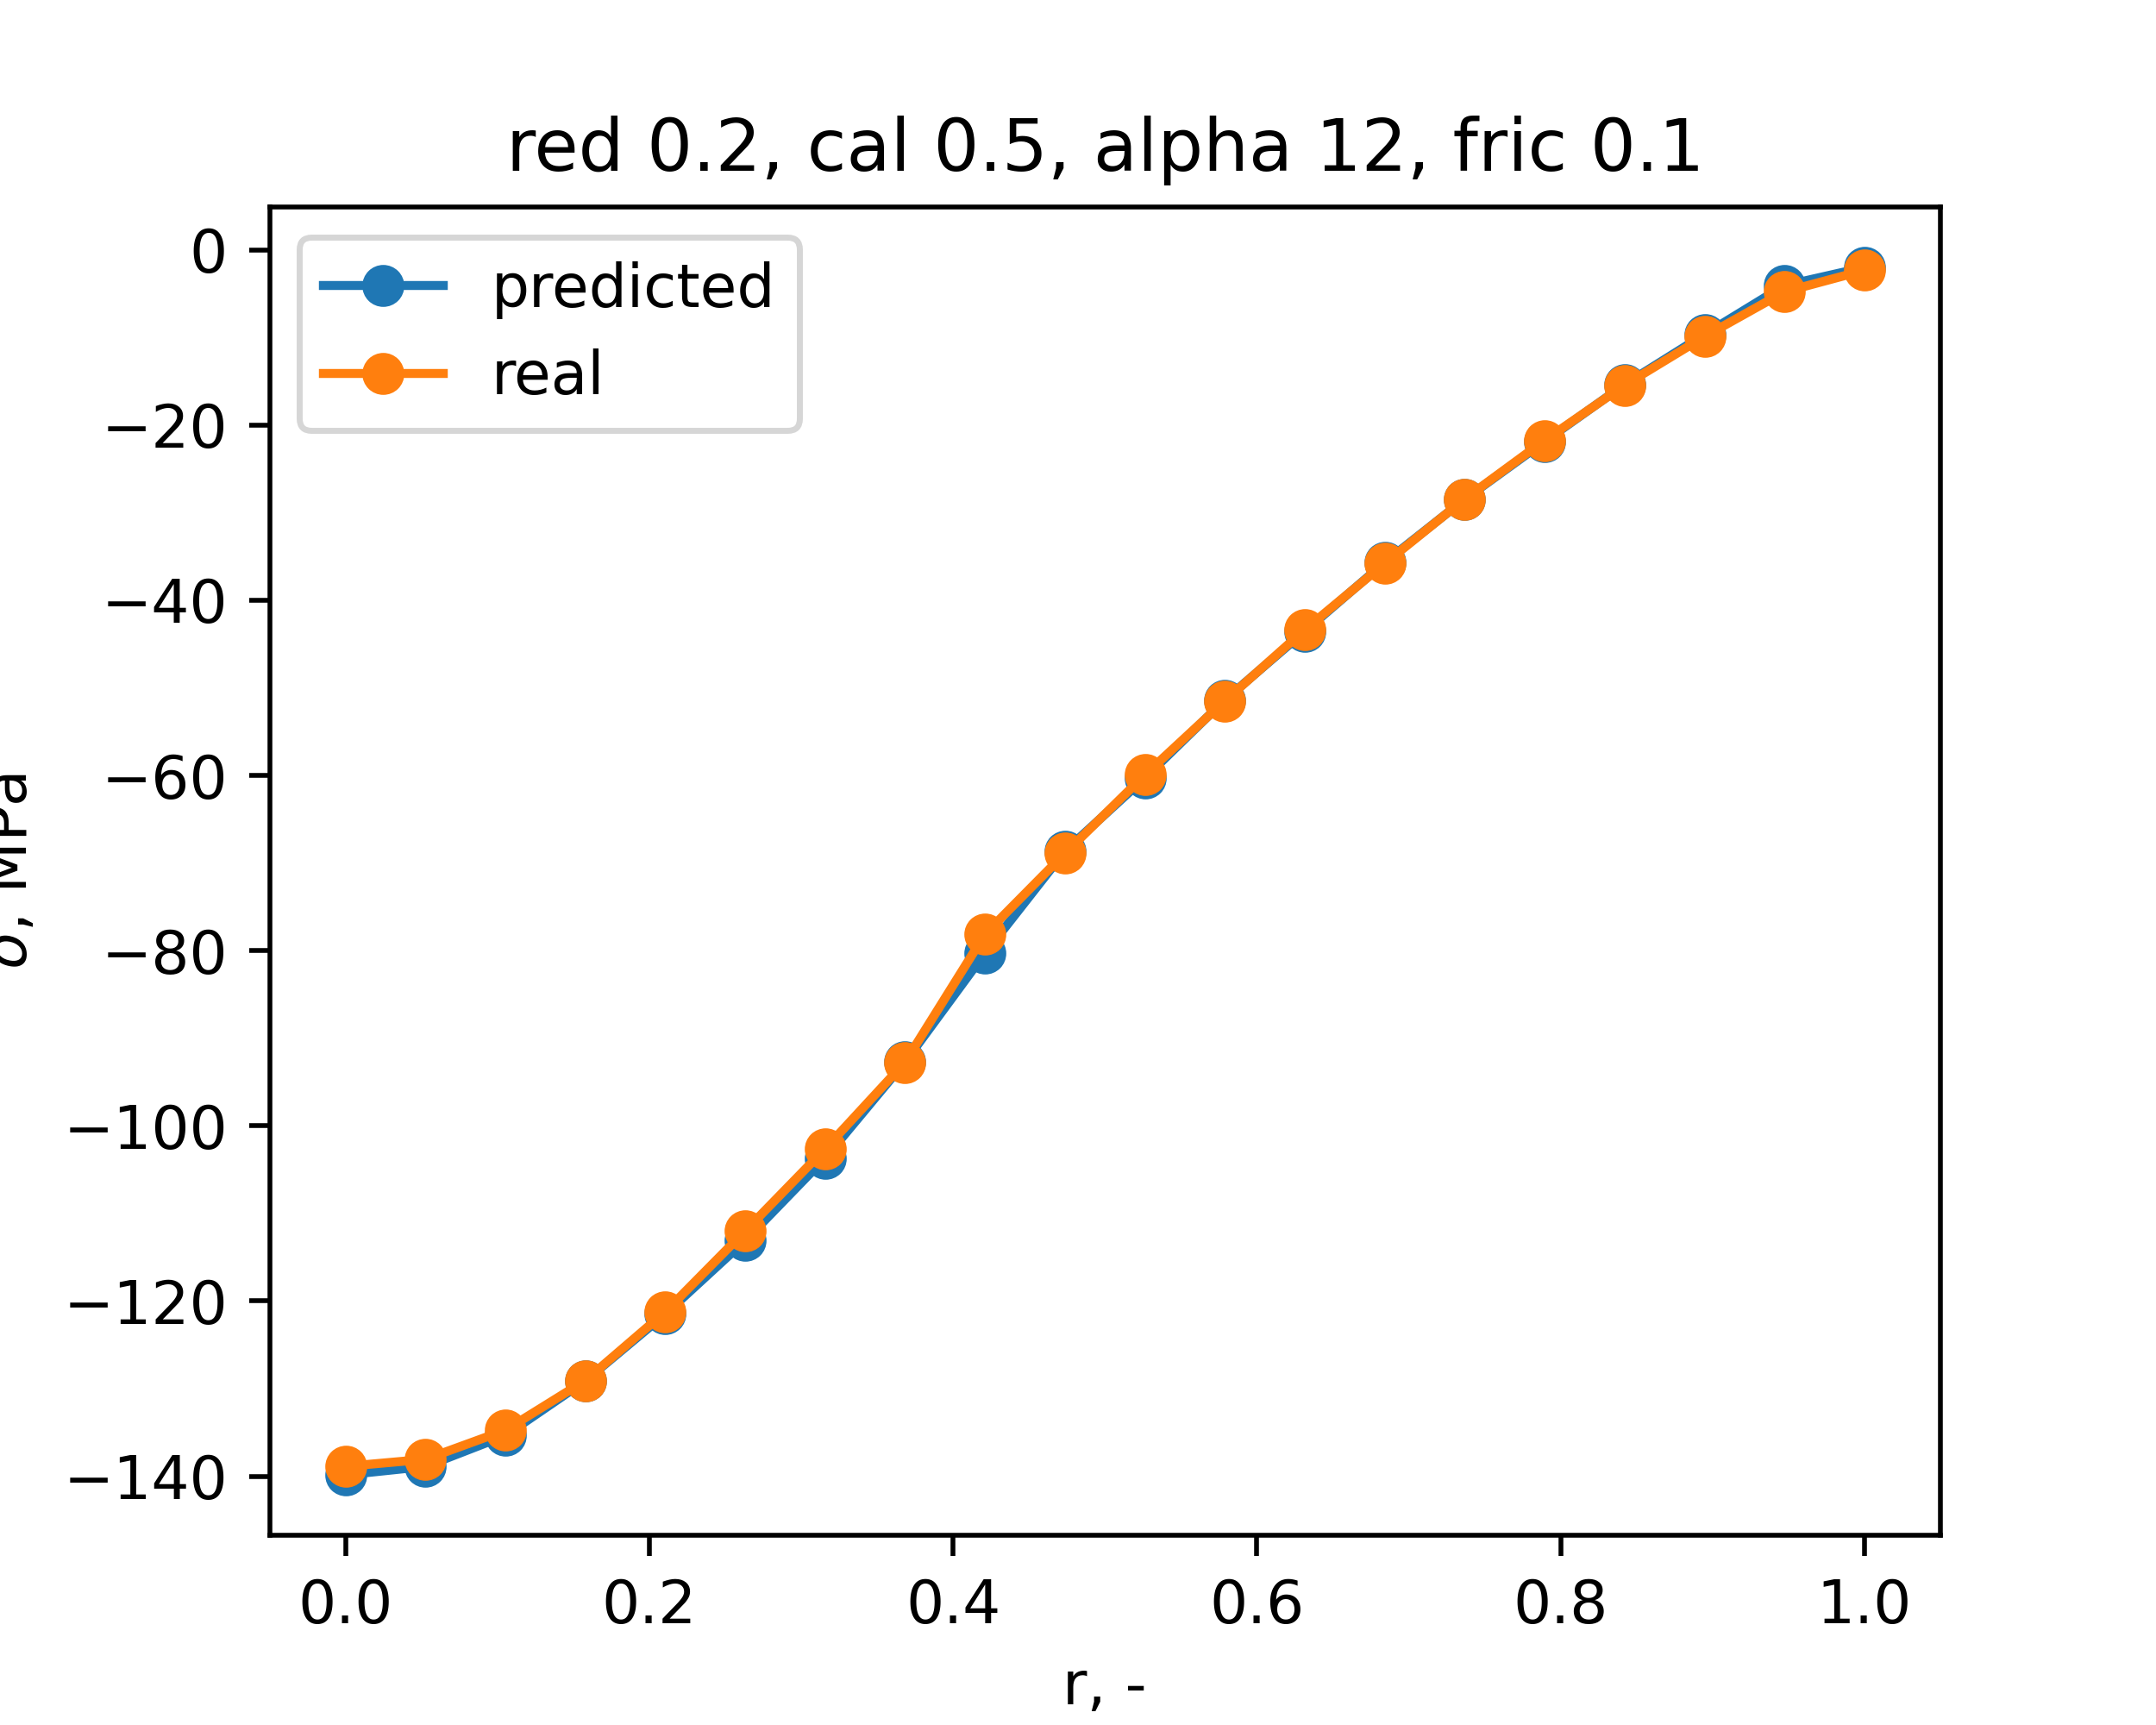 red 0.2, cal 0.5, alpha 12, fric 0.1
predicted
real
0
−20
−40
−60
−80
−100
−120
−140
, MPa
0.0 0.2 0.4 0.6 0.8 1.0
r, -